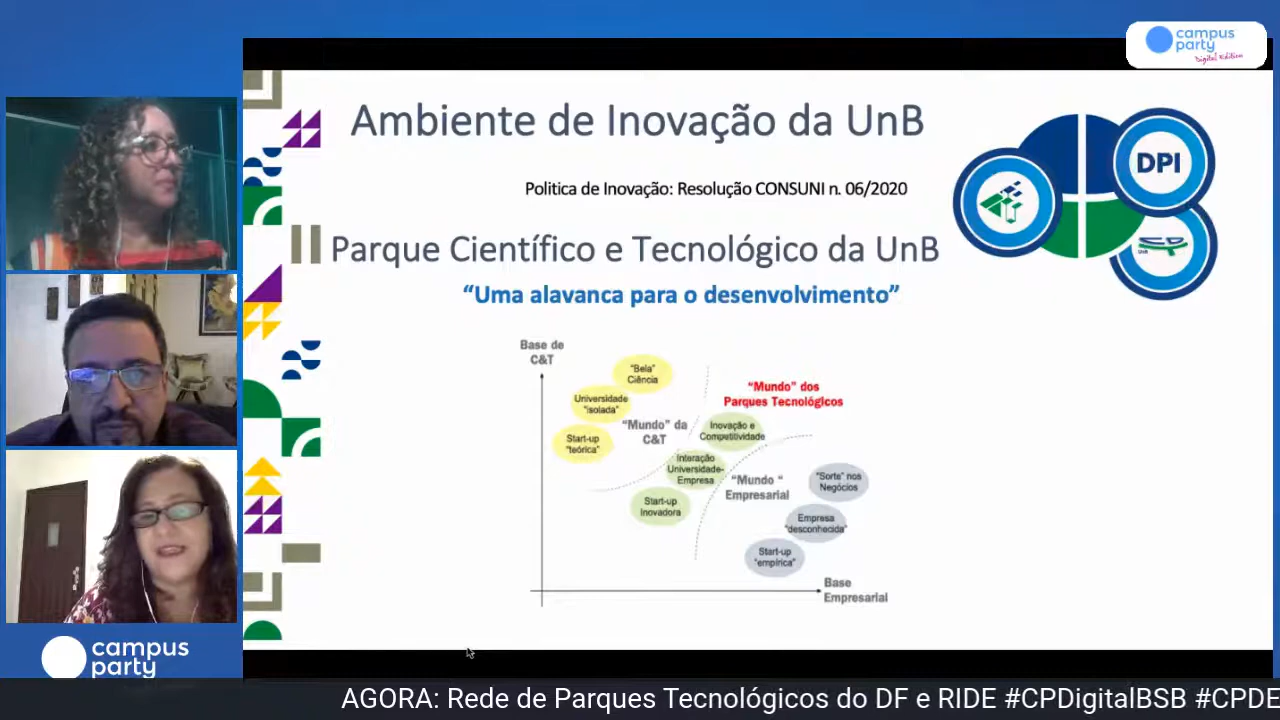 campus
party
Digital Edition
Ambiente de Inovação da UnB
DPI
Politica de Inovação: Resolução CONSUNI n. 06/2020
Parque Científico e Tecnológico da UnB
“Uma alavanca para o desenvolvimento”
Base de
C&T
“Bela”
Ciência
Universidade
“isolada”
Start-up
“teórica”
“Mundo” da
C&T
“Mundo” dos
Parques Tecnológicos
Inovação e
Competitividade
Interação
Universidade-
Empresa
Start-up
Inovadora
“Mundo “
Empresarial
“Sorte” nos
Negócios
Empresa
“desconhecida”
Start-up
“empírica”
Base
Empresarial
campus
party
AGORA: Rede de Parques Tecnológicos do DF e RIDE #CPDigitalBSB #CPDE